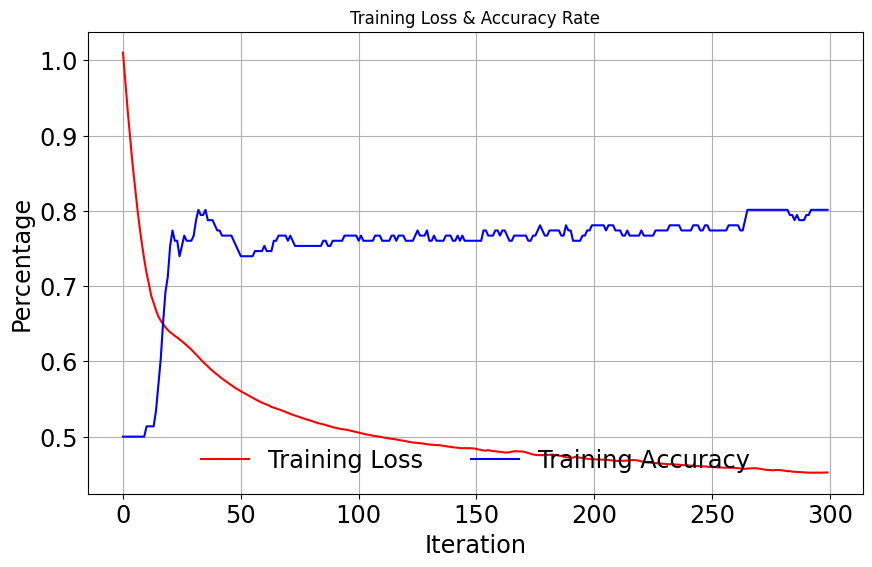 Training Loss & Accuracy Rate
Percentage
1.0
0.9
0.8
0.7
0.6
0.5
Training Loss Training Accuracy
0 50 100 150 200 250 300
Iteration